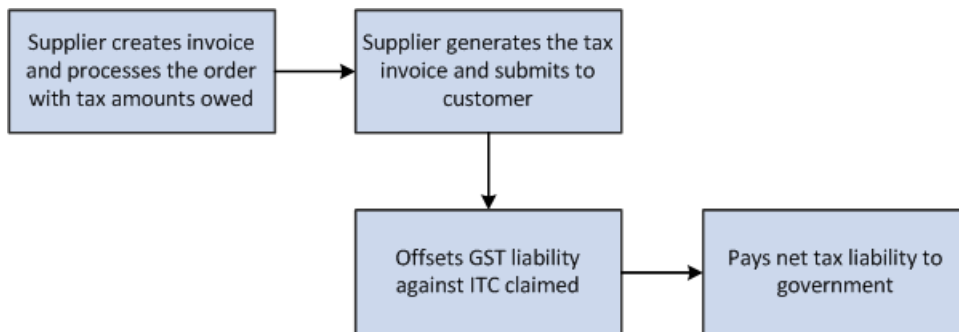 Supplier creates invoice
and processes the order
with tax amounts owed
Supplier generates the tax
invoice and submits to
customer
Offsets GST liability
against ITC claimed
Pays net tax liability to
government